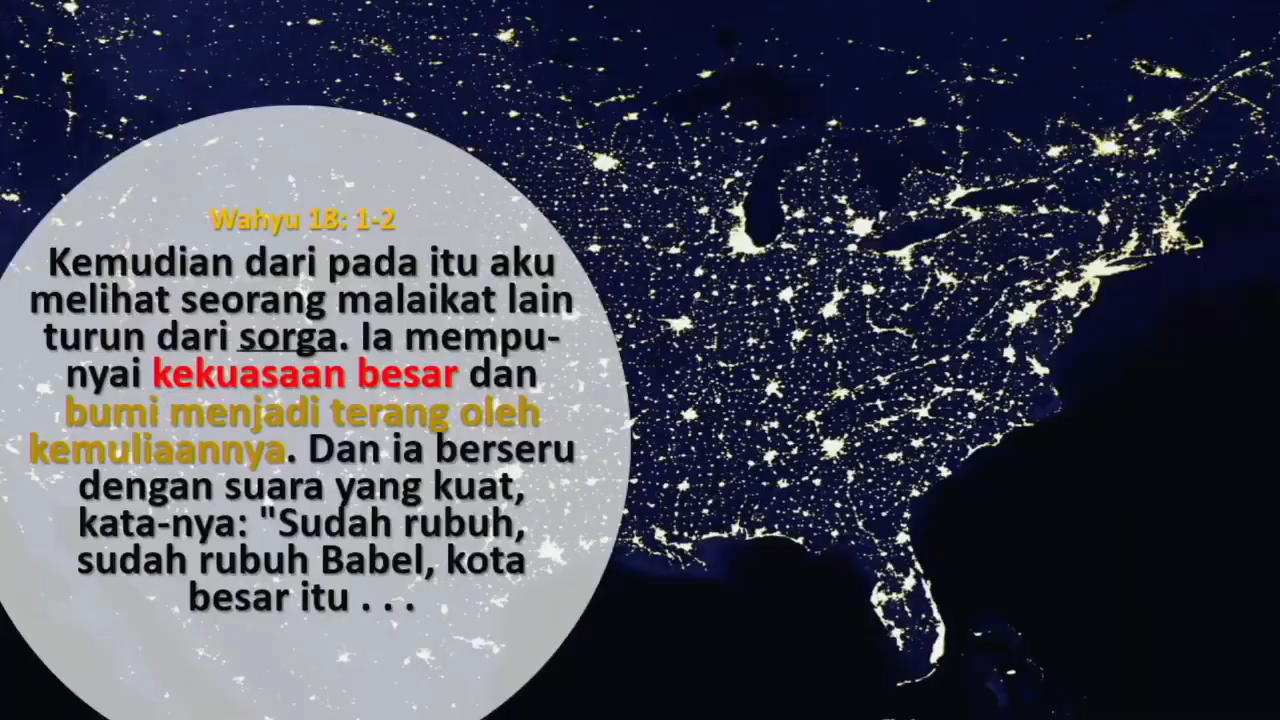 Wahyu 18: 1-2
Kemudian dari pada itu aku
melihat seorang malaikat lain
turun dari sorga. Ia mempu-
nyai kekuasaan besar dan
bumi menjadi terang oleh
kemuliaannya. Dan ia berseru
dengan suara yang kuat,
kata-nya: "Sudah rubuh,
sudah rubuh Babel, kota
besar itu . . .